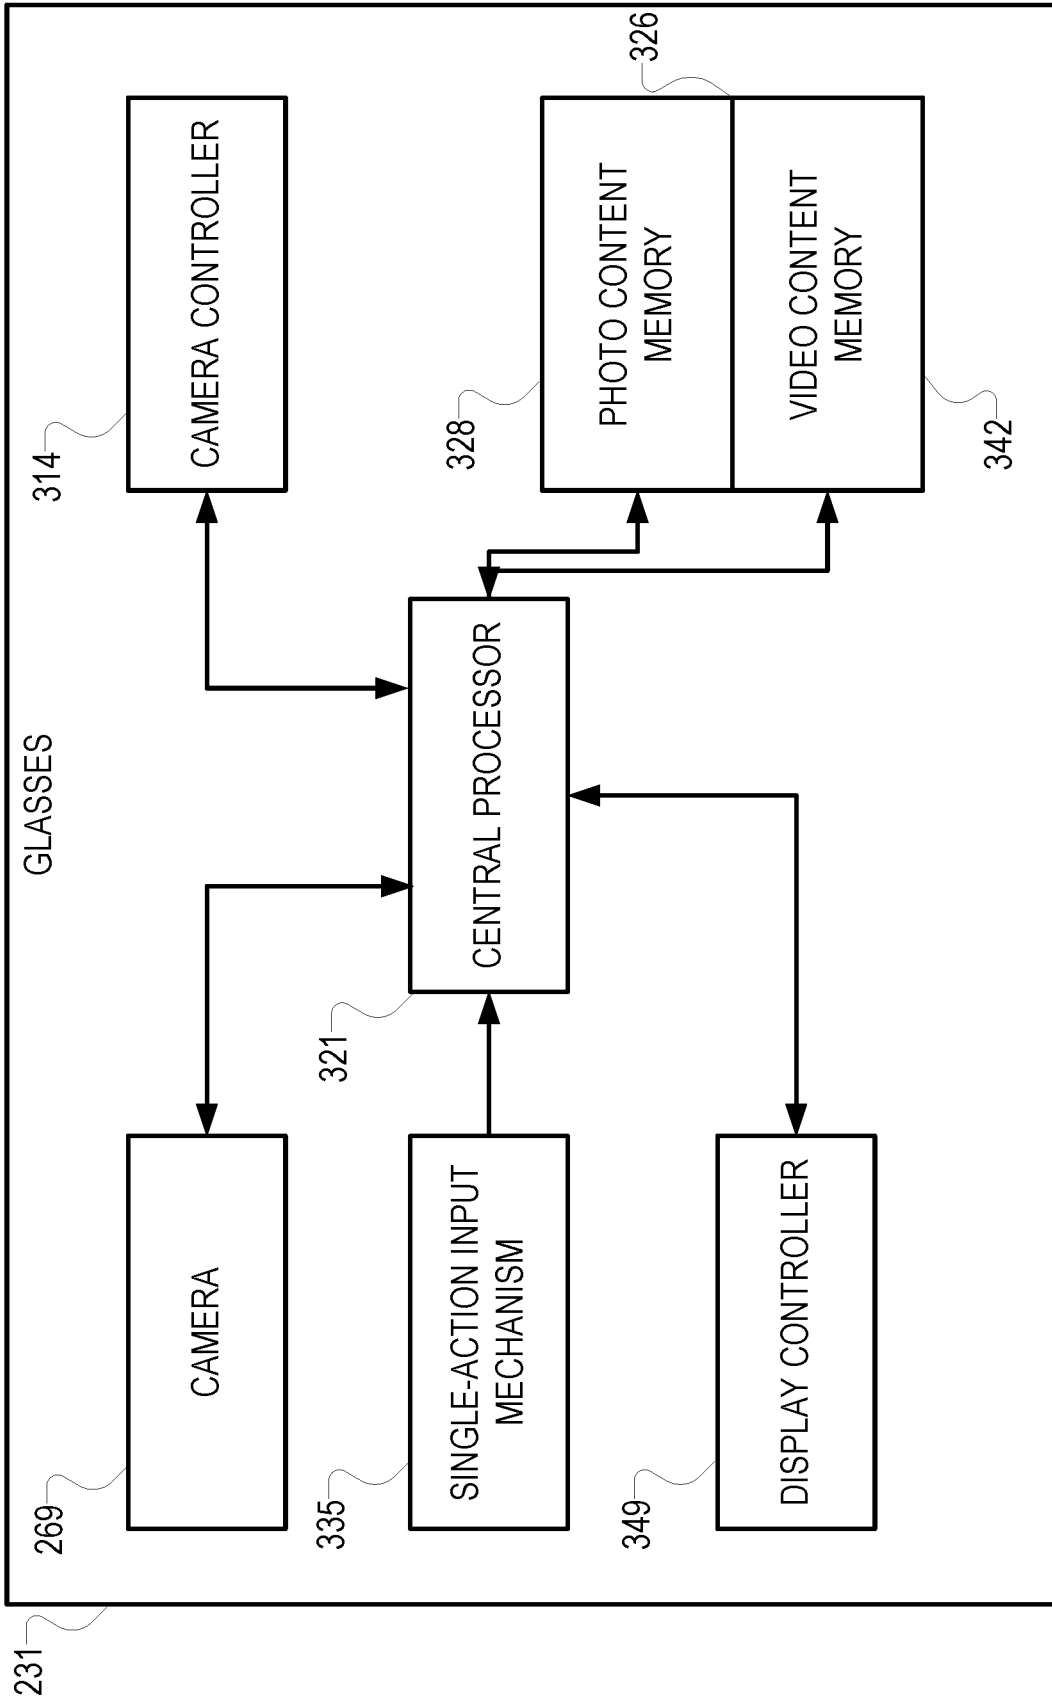 GLASSES
231
269
CAMERA
314
CAMERA CONTROLLER
335
SINGLE-ACTION INPUT
MECHANISM
321
CENTRAL PROCESSOR
326
328
PHOTO CONTENT
MEMORY
VIDEO CONTENT
MEMORY
342
349
DISPLAY CONTROLLER